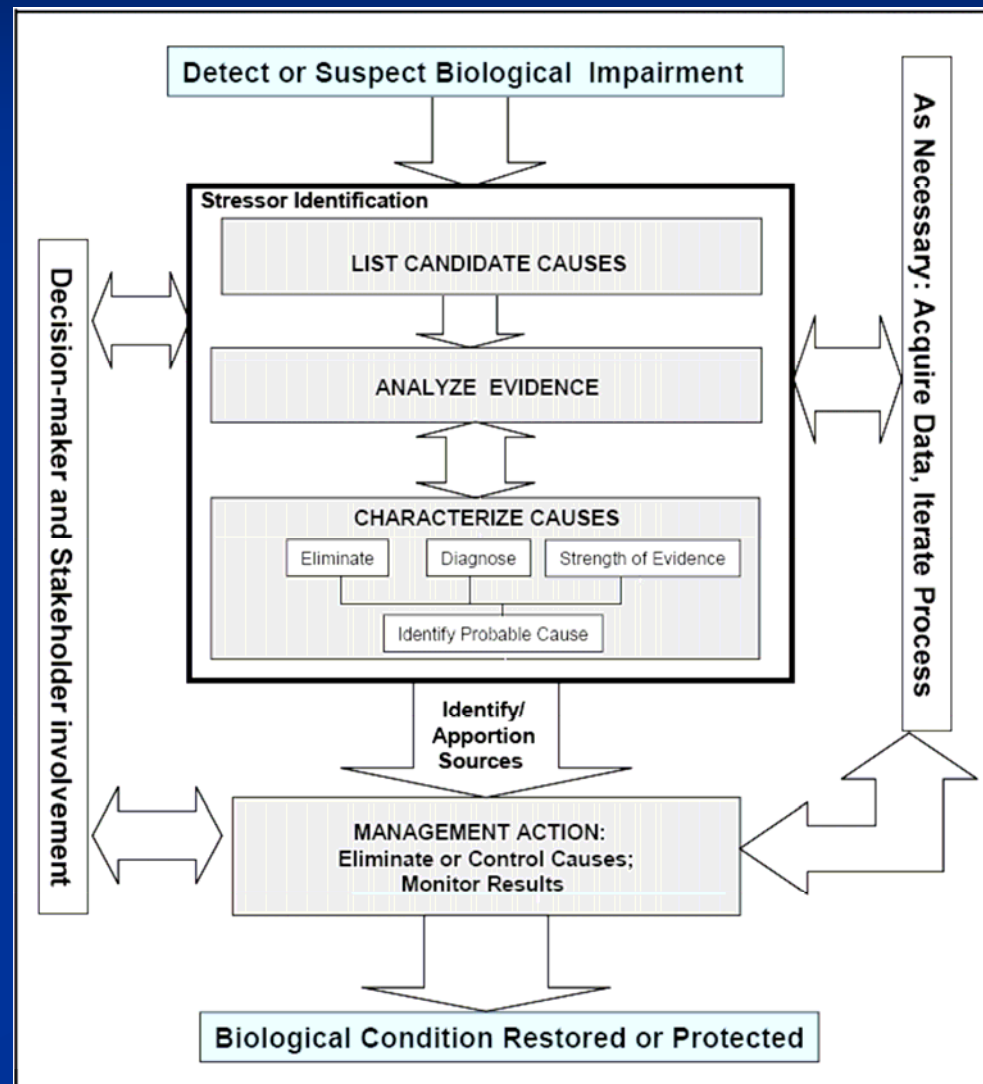 Detect or Suspect Biological Impairment
Stressor Identification
LIST CANDIDATE CAUSES
ANALYZE EVIDENCE
CHARACTERIZE CAUSES
Eliminate
Diagnose
Strength of Evidence
Identify Probable Cause
Identify/
Apportion
Sources
MANAGEMENT ACTION:
Eliminate or Control Causes;
Monitor Results
Biological Condition Restored or Protected
Decision-maker and Stakeholder involvement
As Necessary: Acquire Data, Iterate Process